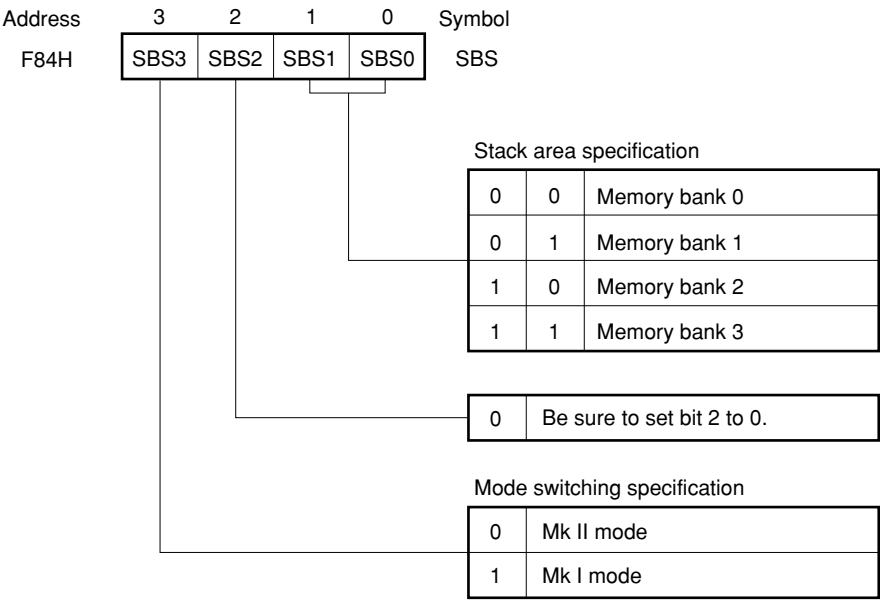 Address 3 2 1 0 Symbol
F84H SBS3 SBS2 SBS1 SBS0 SBS
Stack area specification
0 0 Memory bank 0
0 1 Memory bank 1
1 0 Memory bank 2
1 1 Memory bank 3
0 Be sure to set bit 2 to 0.
Mode switching specification
0 Mk II mode
1 Mk I mode